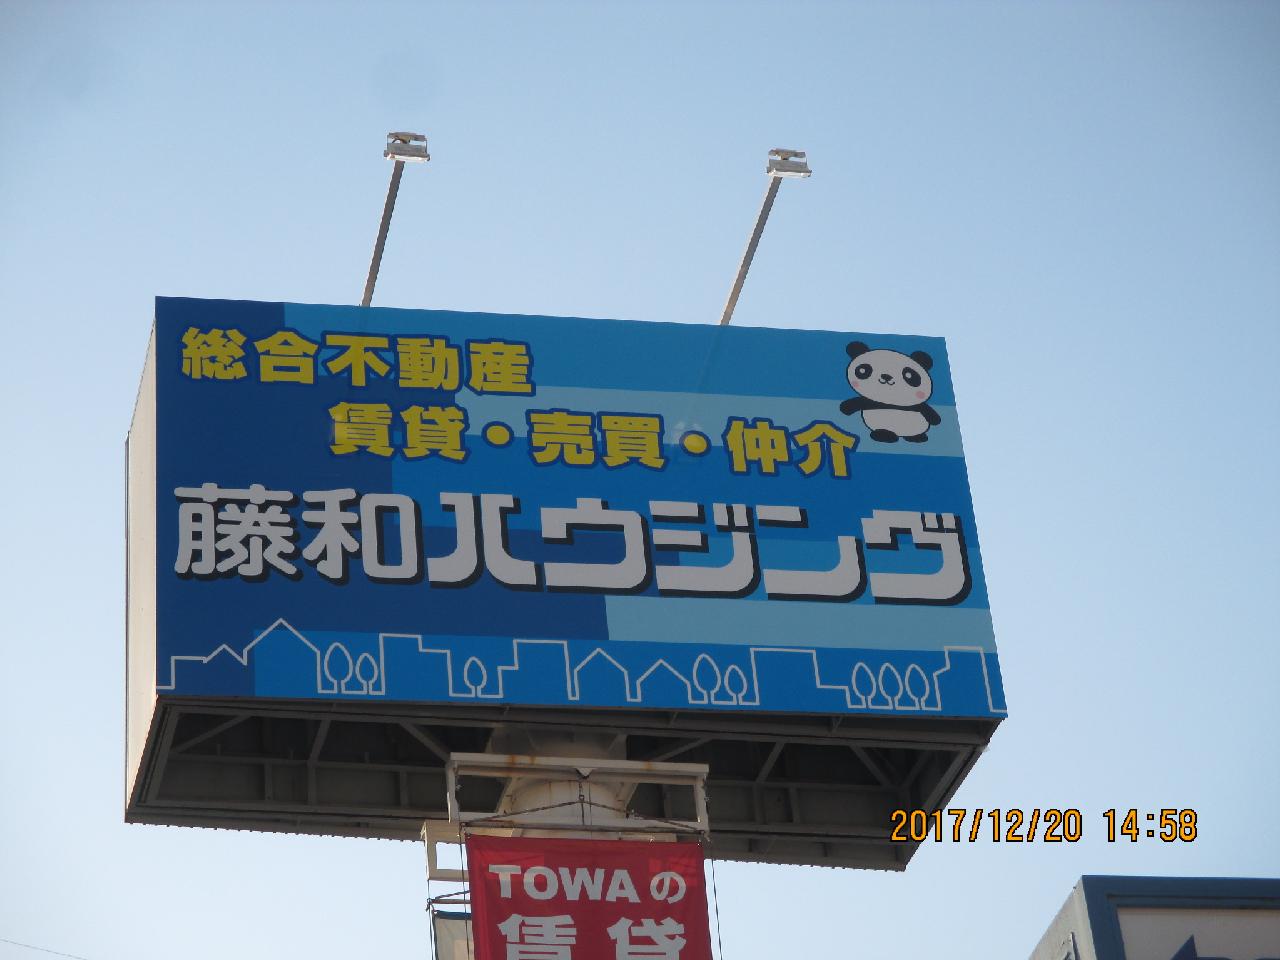 総合不動産
賃貸・売買・仲介
藤和ハウジング
TOWAの
賃貸
2017/12/20 14:58